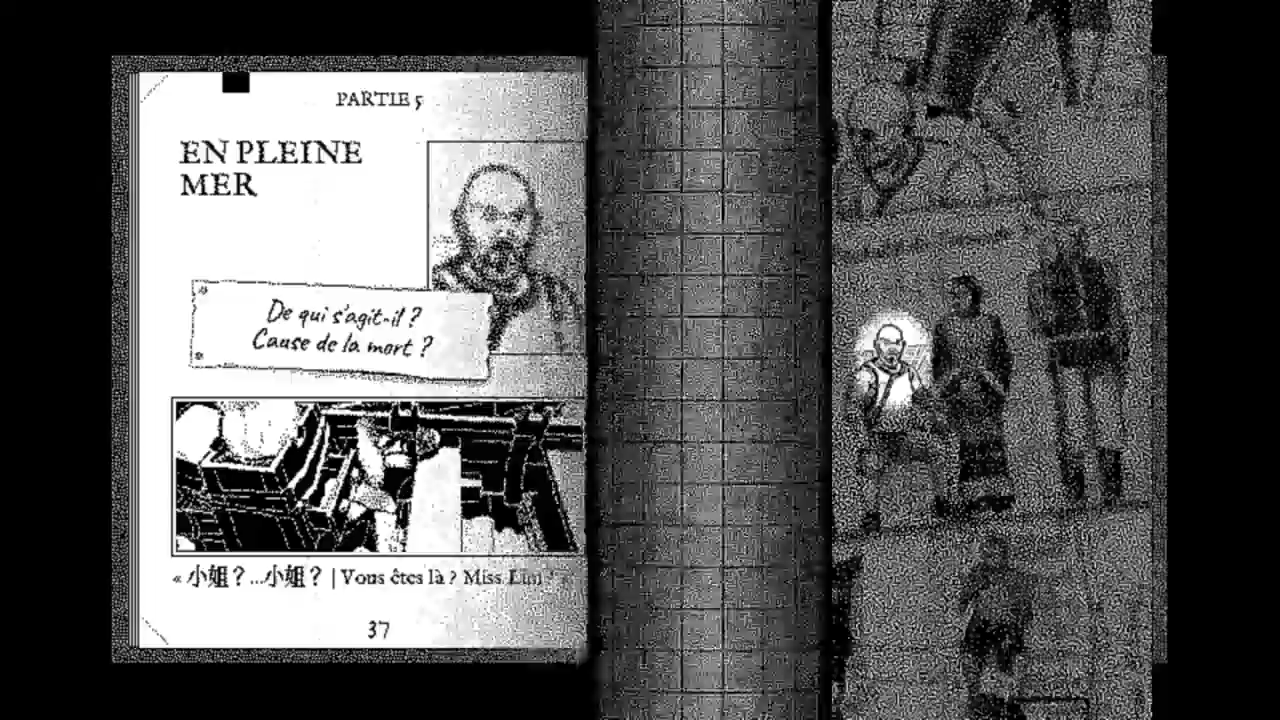 PARTIE 5
EN PLEINE
MER
De qui s'agit-il ?
Cause de la mort ?
« 小姐？...小姐？ | Vous êtes là ? Miss Lim ? »
37